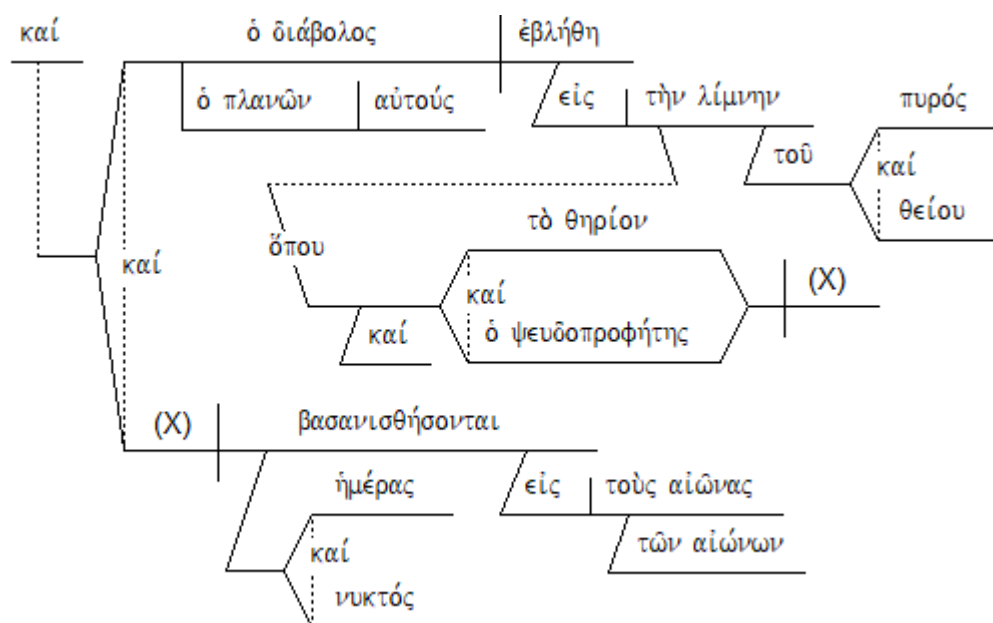 καί ὁ διάβολος ἐβλήθη
ὁ πλανῶν αὐτούς εἰς τὴν λίμνην πυρός
τοῦ καί
θείου
τὸ θηρίον
ὅπου
καί
καί (X)
καί ὁ ψευδοπροφήτης
(X) βασανισθήσονται
ἡμέρας εἰς τοὺς αἰῶνας
καί τῶν αἰώνων
νυκτός